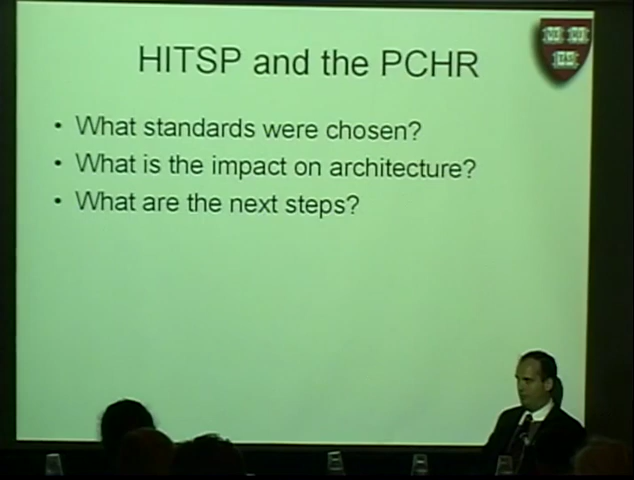 HITSP and the PCHR
• What standards were chosen?
• What is the impact on architecture?
• What are the next steps?